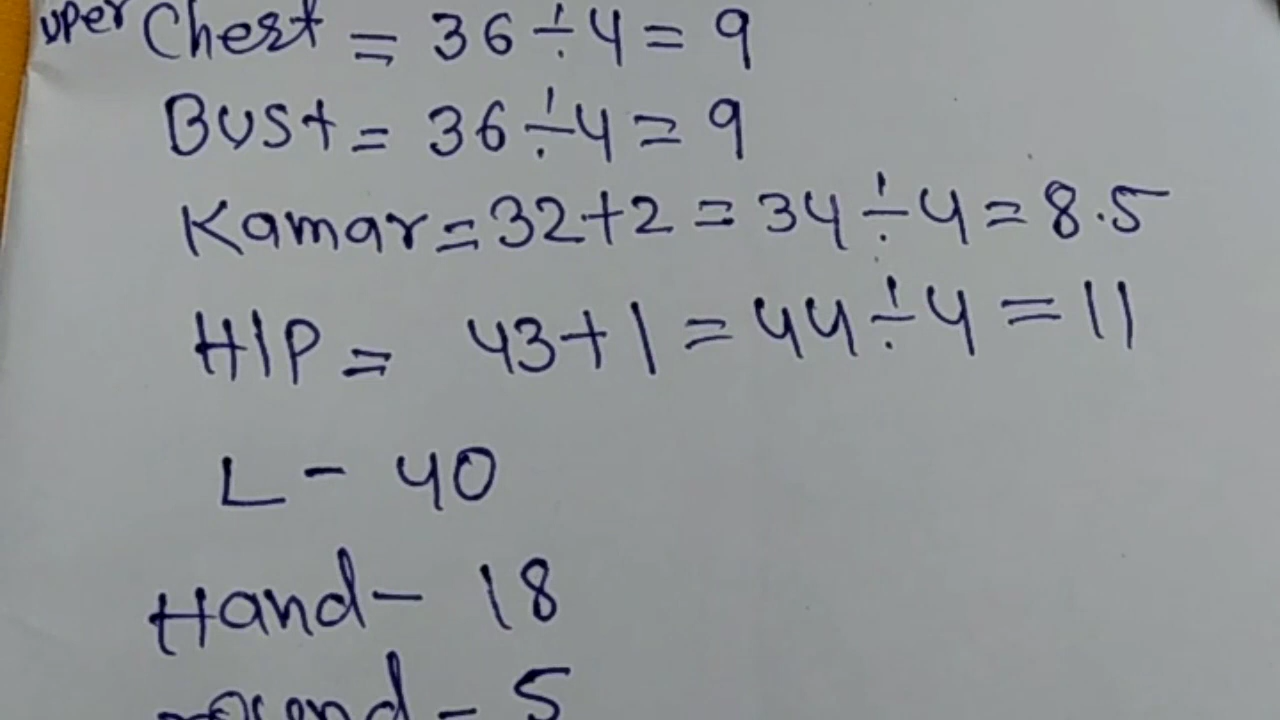 uper Chest = 36 ÷ 4 = 9
Bust = 36 ÷ 4 = 9
Kamar = 32 + 2 = 34 ÷ 4 = 8.5
HIP = 43 + 1 = 44 ÷ 4 = 11
L - 40
Hand - 18
- 5